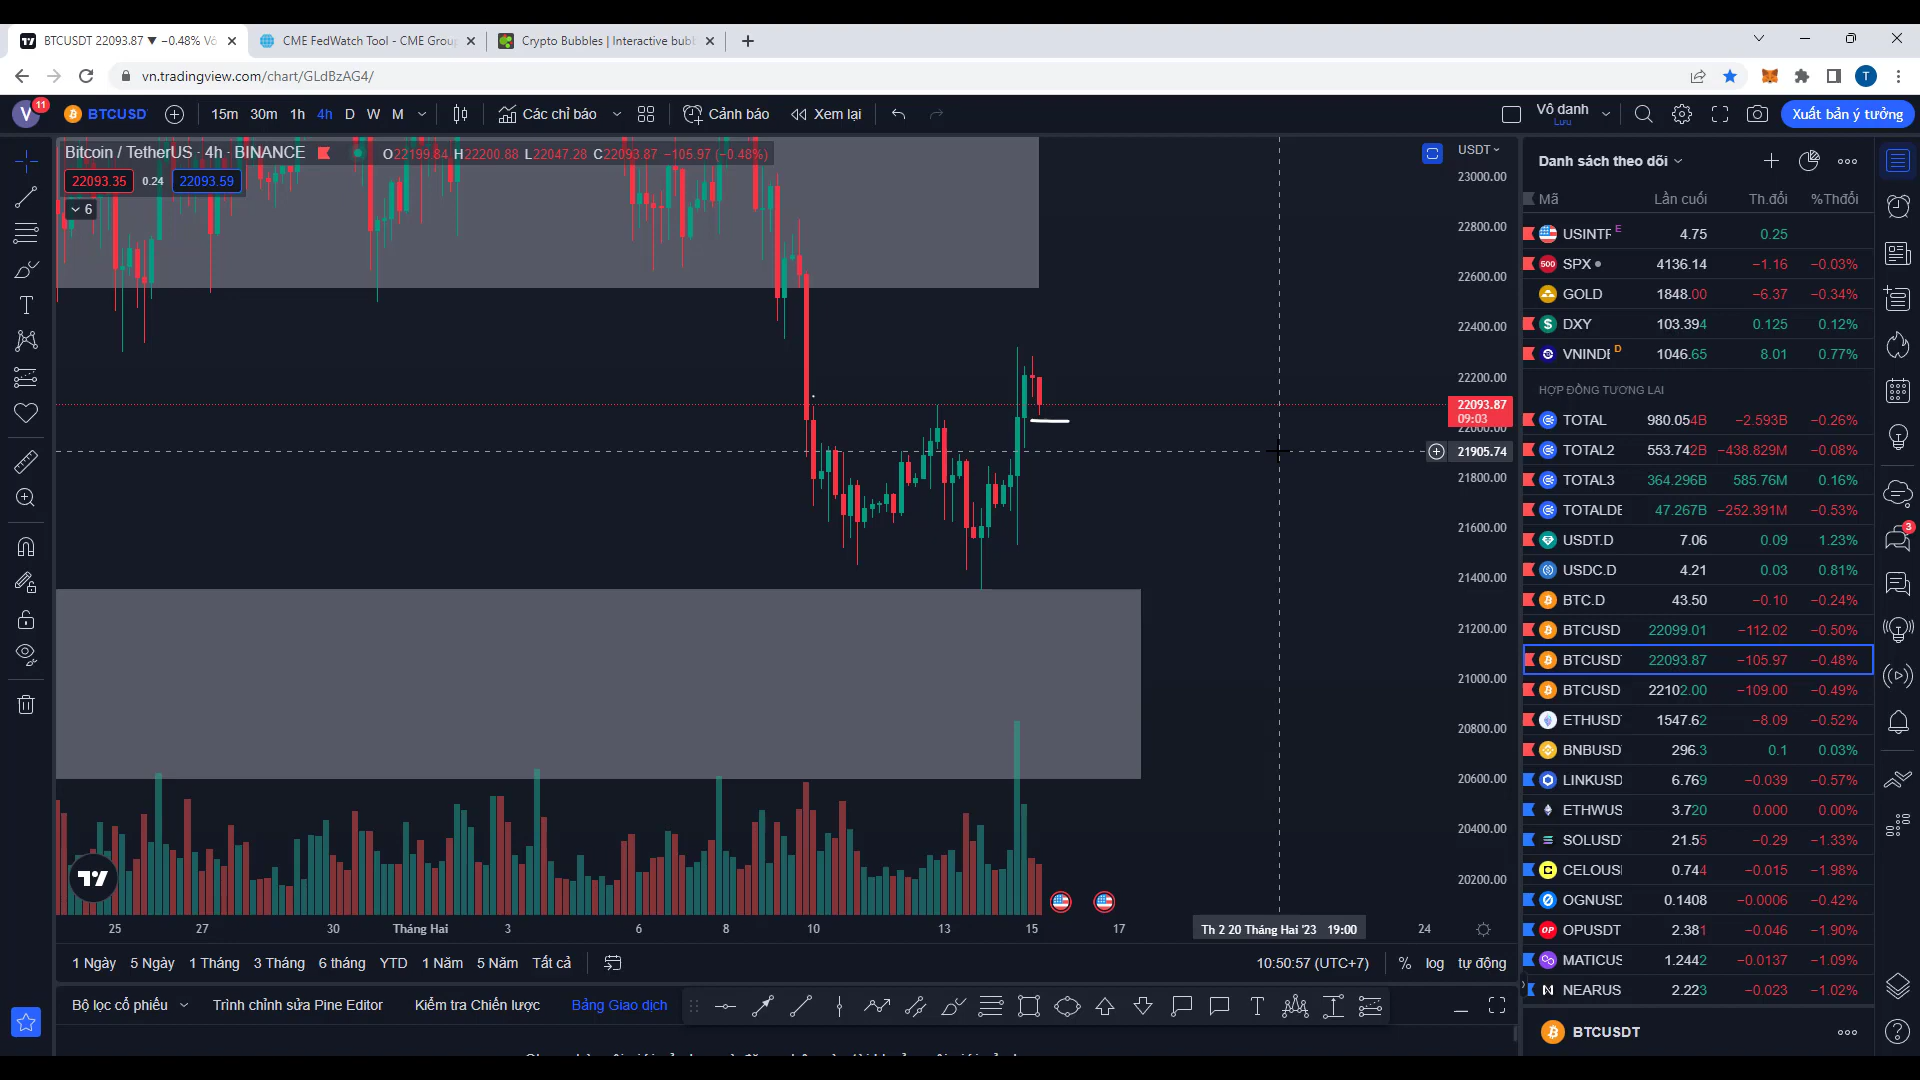 BTCUSDT 22093.87 ▼ −0.48% Vô
CME FedWatch Tool - CME Group
Crypto Bubbles | Interactive bubb
vn.tradingview.com/chart/GLdBzAG4/
T
V 11
BTCUSD
15m 30m 1h 4h D W M
Các chỉ báo
Cảnh báo
Xem lại
Vô danh
Lưu
Xuất bản ý tưởng
Bitcoin / TetherUS · 4h · BINANCE O22199.84 H22200.88 L22047.28 C22093.87 −105.97 (−0.48%)
22093.35 0.24 22093.59
6
USDT
23000.00
22800.00
22600.00
22400.00
22200.00
22093.87
09:03
22000.00
21905.74
21800.00
21600.00
21400.00
21200.00
21000.00
20800.00
20600.00
20400.00
20200.00
25 27 30 Tháng Hai 3 6 8 10 13 15 17 Th 2 20 Tháng Hai '23 19:00 24
1 Ngày 5 Ngày 1 Tháng 3 Tháng 6 tháng YTD 1 Năm 5 Năm Tất cả
10:50:57 (UTC+7) % log tự động
Bộ lọc cổ phiếu Trình chỉnh sửa Pine Editor Kiểm tra Chiến lược Bảng Giao dịch
Danh sách theo dõi
Mã Lần cuối Th.đổi %Thđổi
USINTR E 4.75 0.25
500 SPX 4136.14 −1.16 −0.03%
GOLD 1848.00 −6.37 −0.34%
DXY 103.394 0.125 0.12%
VNINDE D 1046.65 8.01 0.77%
HỢP ĐỒNG TƯƠNG LAI
TOTAL 980.054B −2.593B −0.26%
TOTAL2 553.742B −438.829M −0.08%
TOTAL3 364.296B 585.76M 0.16%
TOTALDE 47.267B −252.391M −0.53%
USDT.D 7.06 0.09 1.23%
USDC.D 4.21 0.03 0.81%
BTC.D 43.50 −0.10 −0.24%
BTCUSD 22099.01 −112.02 −0.50%
BTCUSD 22093.87 −105.97 −0.48%
BTCUSD 22102.00 −109.00 −0.49%
ETHUSD 1547.62 −8.09 −0.52%
BNBUSD 296.3 0.1 0.03%
LINKUSD 6.769 −0.039 −0.57%
ETHWUS 3.720 0.000 0.00%
SOLUSD 21.55 −0.29 −1.33%
CELOUS 0.744 −0.015 −1.98%
OGNUSD 0.1408 −0.0006 −0.42%
OP OPUSDT 2.381 −0.046 −1.90%
MATICUS 1.2442 −0.0137 −1.09%
NEARUS 2.223 −0.023 −1.02%
BTCUSDT
3